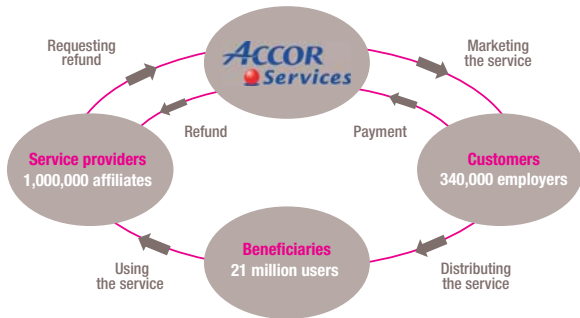 Requesting
refund
ACCOR
Services
Marketing
the service
Refund
Payment
Service providers
1,000,000 affiliates
Customers
340,000 employers
Using
the service
Beneficiaries
21 million users
Distributing
the service